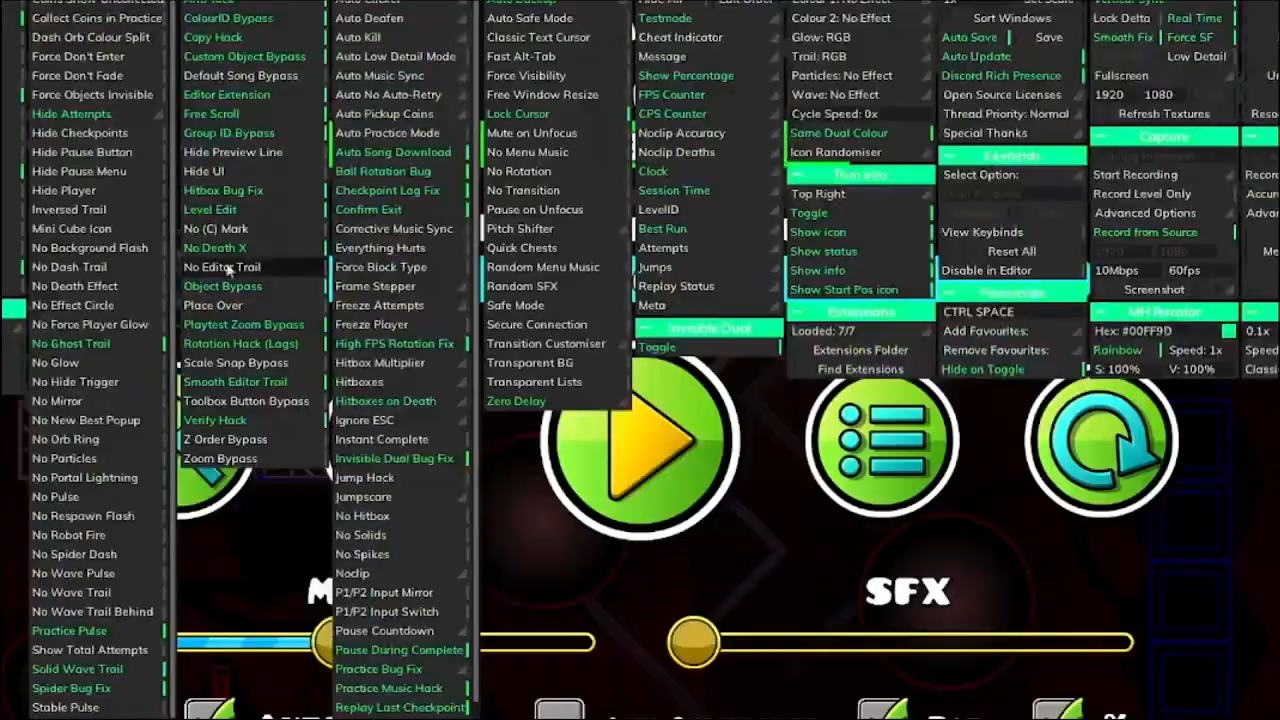 Collect Coins in Practice
Dash Orb Colour Split
Force Don't Enter
Force Don't Fade
Force Objects Invisible
Hide Attempts
Hide Checkpoints
Hide Pause Button
Hide Pause Menu
Hide Player
Inversed Trail
Mini Cube Icon
No Background Flash
No Dash Trail
No Death Effect
No Effect Circle
No Force Player Glow
No Ghost Trail
No Glow
No Hide Trigger
No Mirror
No New Best Popup
No Orb Ring
No Particles
No Portal Lightning
No Pulse
No Respawn Flash
No Robot Fire
No Spider Dash
No Wave Pulse
No Wave Trail
No Wave Trail Behind
Practice Pulse
Show Total Attempts
Solid Wave Trail
Spider Bug Fix
Stable Pulse
ColourID Bypass
Copy Hack
Custom Object Bypass
Default Song Bypass
Editor Extension
Free Scroll
Group ID Bypass
Hide Preview Line
Hide UI
Hitbox Bug Fix
Level Edit
No (C) Mark
No Death X
No Editor Trail
Object Bypass
Place Over
Playtest Zoom Bypass
Rotation Hack (Lags)
Scale Snap Bypass
Smooth Editor Trail
Toolbox Button Bypass
Verify Hack
Z Order Bypass
Zoom Bypass
Auto Deafen
Auto Kill
Auto Low Detail Mode
Auto Music Sync
Auto No Auto-Retry
Auto Pickup Coins
Auto Practice Mode
Auto Song Download
Ball Rotation Bug
Checkpoint Lag Fix
Confirm Exit
Corrective Music Sync
Everything Hurts
Force Block Type
Frame Stepper
Freeze Attempts
Freeze Player
High FPS Rotation Fix
Hitbox Multiplier
Hitboxes
Hitboxes on Death
Ignore ESC
Instant Complete
Invisible Dual Bug Fix
Jump Hack
Jumpscare
No Hitbox
No Solids
No Spikes
Noclip
P1/P2 Input Mirror
P1/P2 Input Switch
Pause Countdown
Pause During Complete
Practice Bug Fix
Practice Music Hack
Replay Last Checkpoint
Auto Safe Mode
Classic Text Cursor
Fast Alt-Tab
Force Visibility
Free Window Resize
Lock Cursor
Mute on Unfocus
No Menu Music
No Rotation
No Transition
Pause on Unfocus
Pitch Shifter
Quick Chests
Random Menu Music
Random SFX
Safe Mode
Secure Connection
Transition Customiser
Transparent BG
Transparent Lists
Zero Delay
Testmode
Cheat Indicator
Message
Show Percentage
FPS Counter
CPS Counter
Noclip Accuracy
Noclip Deaths
Clock
Session Time
LevelID
Best Run
Attempts
Jumps
Replay Status
Meta
Invisible Dual
Toggle
Colour 2: No Effect
Glow: RGB
Trail: RGB
Particles: No Effect
Wave: No Effect
Cycle Speed: 0x
Same Dual Colour
Icon Randomiser
Top Right
Toggle
Show icon
Show status
Show info
Show Start Pos icon
Extensions
Loaded: 7/7
Extensions Folder
Find Extensions
Sort Windows
Auto Save Save
Auto Update
Discord Rich Presence
Open Source Licenses
Thread Priority: Normal
Special Thanks
Keybinds
Select Option:
View Keybinds
Reset All
Disable in Editor
Favourites
CTRL SPACE
Add Favourites:
Remove Favourites:
Hide on Toggle
Lock Delta Real Time
Smooth Fix Force SF
Low Detail
Fullscreen
1920 1080
Refresh Textures
Capture
Start Recording
Record Level Only
Advanced Options
Record from Source
1920 1080
10Mbps 60fps
Screenshot
Hex: #00FF9D
Rainbow Speed: 1x
S: 100% V: 100%
0.1x
SFX